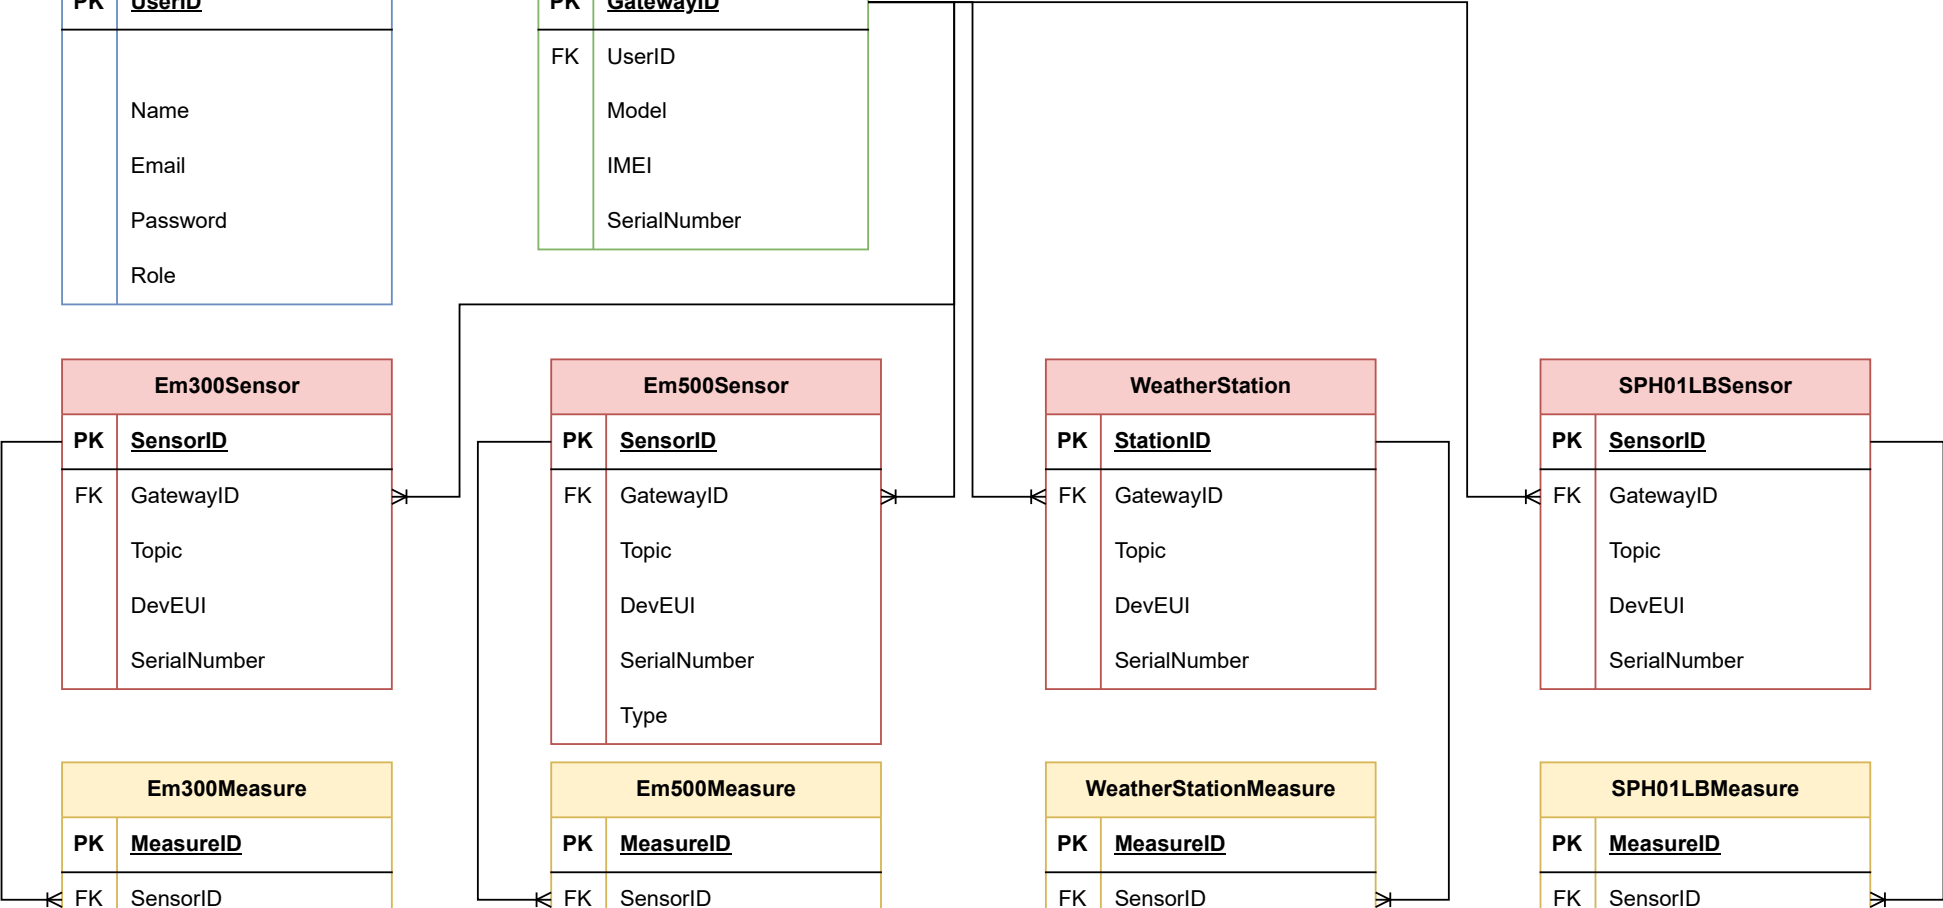 PK UserID
Name
Email
Password
Role
PK GatewayID
FK UserID
Model
IMEI
SerialNumber
Em300Sensor
PK SensorID
FK GatewayID
Topic
DevEUI
SerialNumber
Em500Sensor
PK SensorID
FK GatewayID
Topic
DevEUI
SerialNumber
Type
WeatherStation
PK StationID
FK GatewayID
Topic
DevEUI
SerialNumber
SPH01LBSensor
PK SensorID
FK GatewayID
Topic
DevEUI
SerialNumber
Em300Measure
PK MeasureID
FK SensorID
Em500Measure
PK MeasureID
FK SensorID
WeatherStationMeasure
PK MeasureID
FK SensorID
SPH01LBMeasure
PK MeasureID
FK SensorID